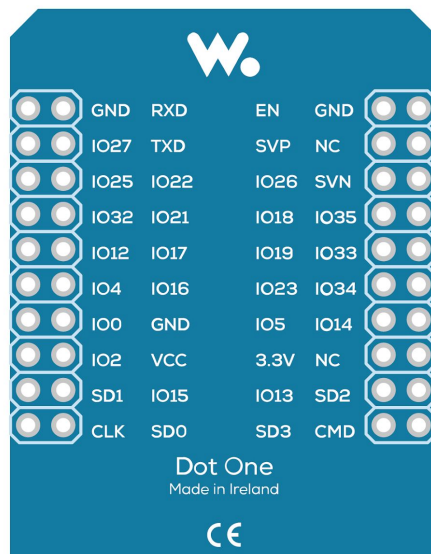 W.
GND RXD EN GND
IO27 TXD SVP NC
IO25 IO22 IO26 SVN
IO32 IO21 IO18 IO35
IO12 IO17 IO19 IO33
IO4 IO16 IO23 IO34
IO0 GND IO5 IO14
IO2 VCC 3.3V NC
SD1 IO15 IO13 SD2
CLK SD0 SD3 CMD
Dot One
Made in Ireland
CE